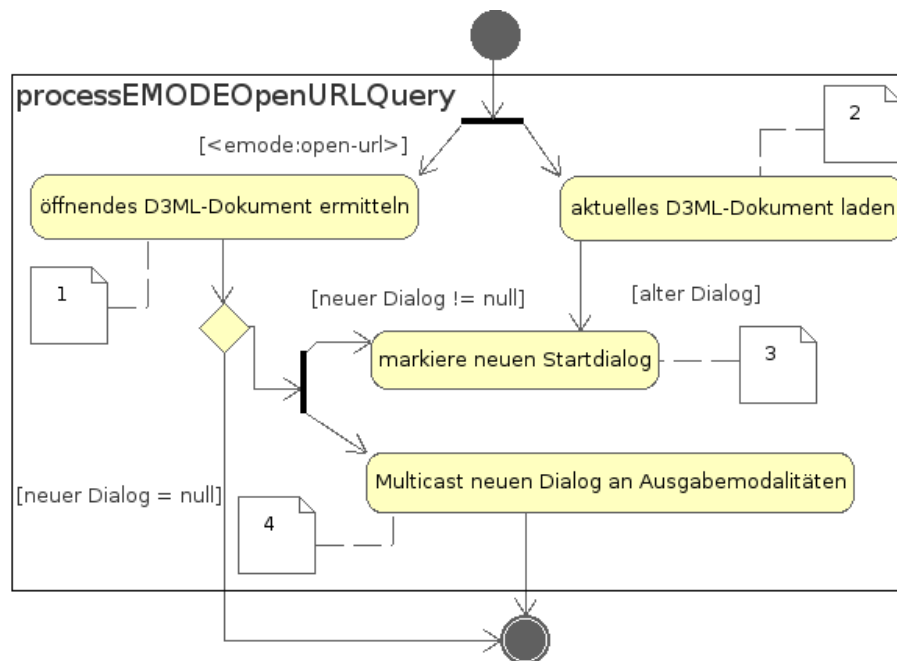 processEMODEOpenURLQuery
2
[<emode:open-url>]
öffnendes D3ML-Dokument ermitteln
aktuelles D3ML-Dokument laden
1
[neuer Dialog != null]
[alter Dialog]
markiere neuen Startdialog
3
Multicast neuen Dialog an Ausgabemodalitäten
[neuer Dialog = null]
4